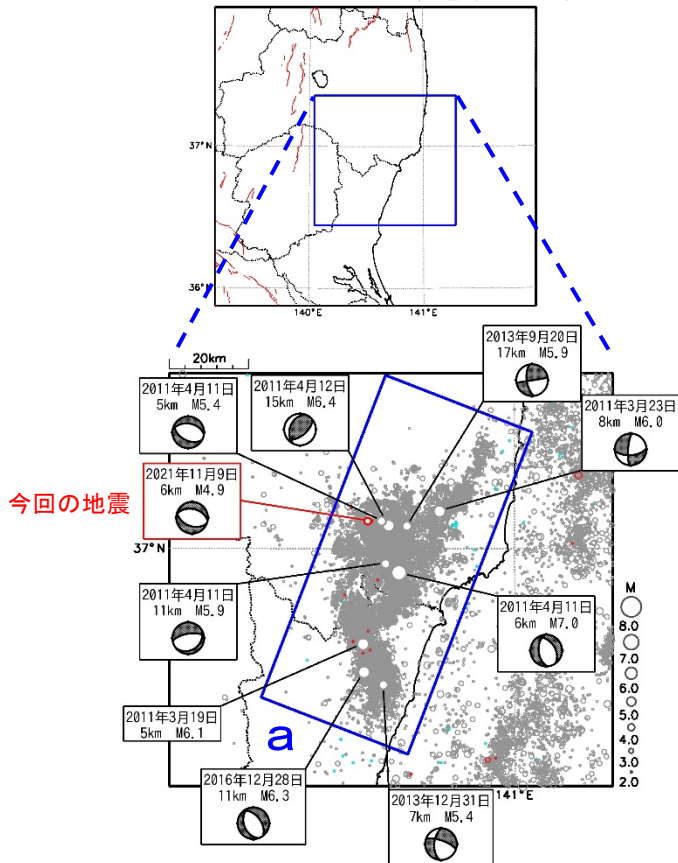 37°N
36°N
140°E
141°E
20km
2013年9月20日
17km M5.9
2011年4月11日
5km M5.4
2011年4月12日
15km M6.4
2011年3月23日
8km M6.0
今回の地震
2021年11月9日
6km M4.9
37°N
2011年4月11日
11km M5.9
2011年4月11日
6km M7.0
M
8.0
7.0
6.0
5.0
4.0
3.0
2.0
2011年3月19日
5km M6.1
a
2016年12月28日
11km M6.3
2013年12月31日
7km M5.4
141°E